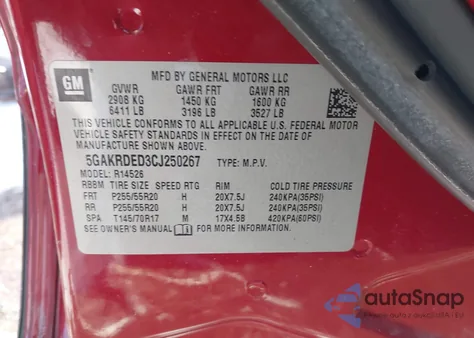 GM
MFD BY GENERAL MOTORS LLC
GVWR GAWR FRT GAWR RR
2908 KG 1450 KG 1600 KG
6411 LB 3196 LB 3527 LB
THIS VEHICLE CONFORMS TO ALL APPLICABLE U.S. FEDERAL MOTOR
VEHICLE SAFETY STANDARDS IN EFFECT ON THE DATE OF
MANUFACTURE SHOWN ABOVE.
5GAKRDED3CJ250267 TYPE: M.P.V.
MODEL: R14526
RBBM TIRE SIZE SPEED RTG RIM COLD TIRE PRESSURE
FRT P255/55R20 H 20X7.5J 240KPA(35PSI)
RR P255/55R20 H 20X7.5J 240KPA(35PSI)
SPA T145/70R17 M 17X4.5B 420KPA(60PSI)
SEE OWNER'S MANUAL FOR MORE INFORMATION.
autoSnap